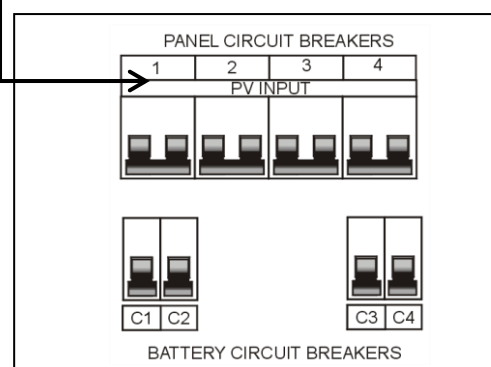 PANEL CIRCUIT BREAKERS
1 2 3 4
PV INPUT
C1 C2 C3 C4
BATTERY CIRCUIT BREAKERS